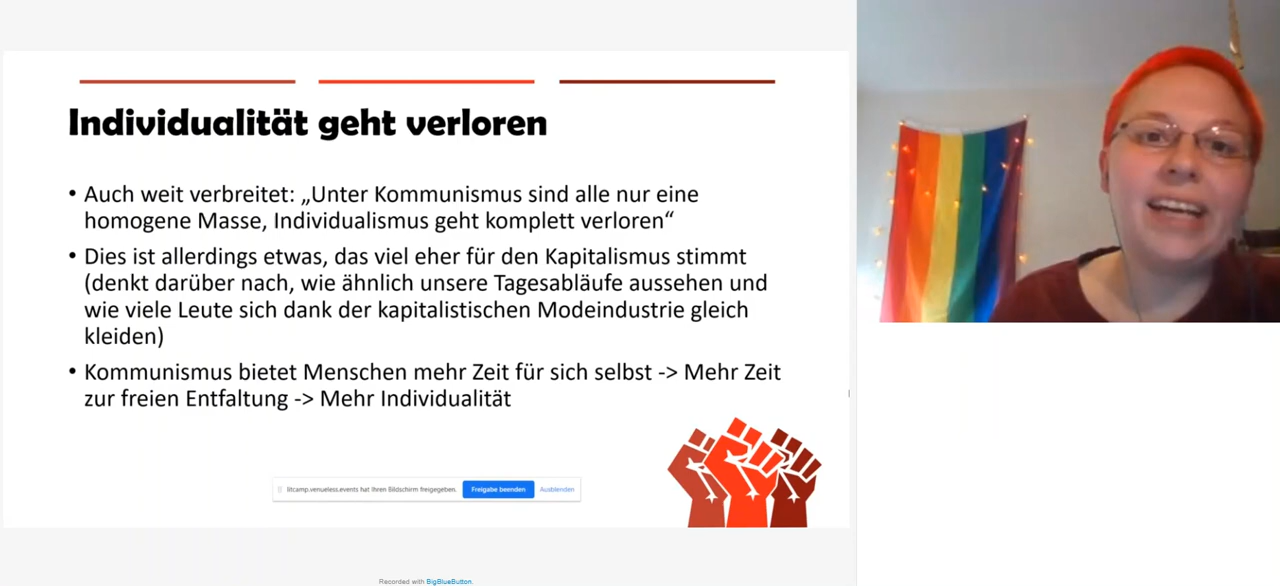 Individualität geht verloren
• Auch weit verbreitet: „Unter Kommunismus sind alle nur eine
homogene Masse, Individualismus geht komplett verloren“
• Dies ist allerdings etwas, das viel eher für den Kapitalismus stimmt
(denkt darüber nach, wie ähnlich unsere Tagesabläufe aussehen und
wie viele Leute sich dank der kapitalistischen Modeindustrie gleich
kleiden)
• Kommunismus bietet Menschen mehr Zeit für sich selbst -> Mehr Zeit
zur freien Entfaltung -> Mehr Individualität
litcamp.venueless.events hat Ihren Bildschirm freigegeben. Freigabe beenden Ausblenden
Recorded with BigBlueButton.